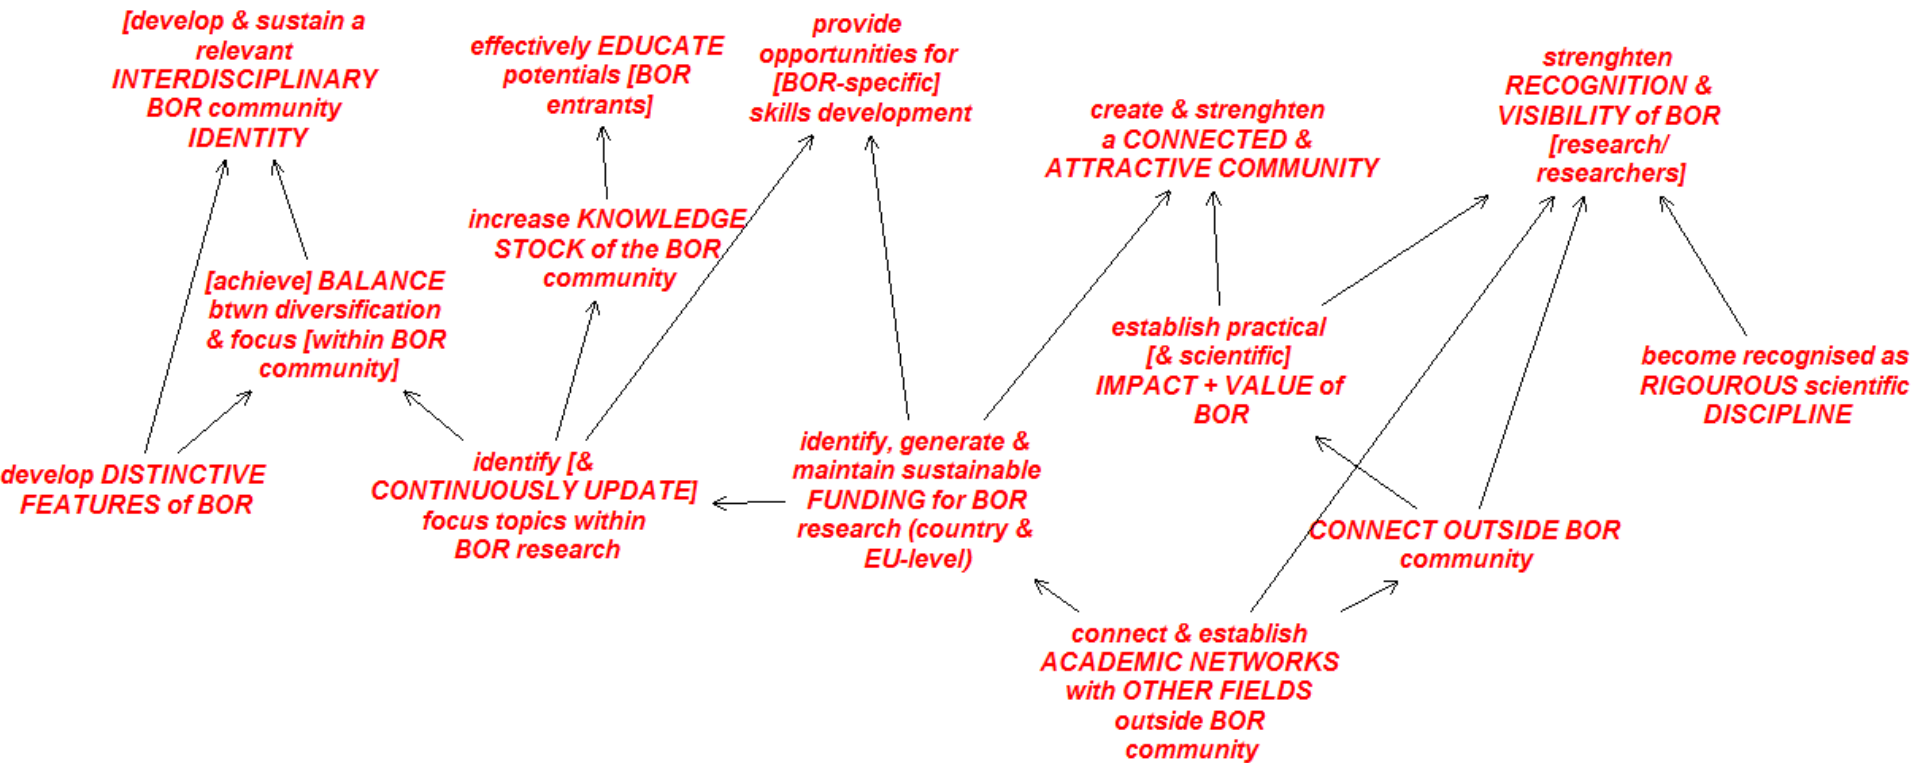 [develop & sustain a
relevant
INTERDISCIPLINARY
BOR community
IDENTITY
effectively EDUCATE
potentials [BOR
entrants]
provide
opportunities for
[BOR-specific]
skills development
create & strenghten
a CONNECTED &
ATTRACTIVE COMMUNITY
strenghten
RECOGNITION &
VISIBILITY of BOR
[research/
researchers]
increase KNOWLEDGE
STOCK of the BOR
community
[achieve] BALANCE
btwn diversification
& focus [within BOR
community]
establish practical
[& scientific]
IMPACT + VALUE of
BOR
become recognised as
RIGOUROUS scientific
DISCIPLINE
develop DISTINCTIVE
FEATURES of BOR
identify [&
CONTINUOUSLY UPDATE]
focus topics within
BOR research
identify, generate &
maintain sustainable
FUNDING for BOR
research (country &
EU-level)
CONNECT OUTSIDE BOR
community
connect & establish
ACADEMIC NETWORKS
with OTHER FIELDS
outside BOR
community